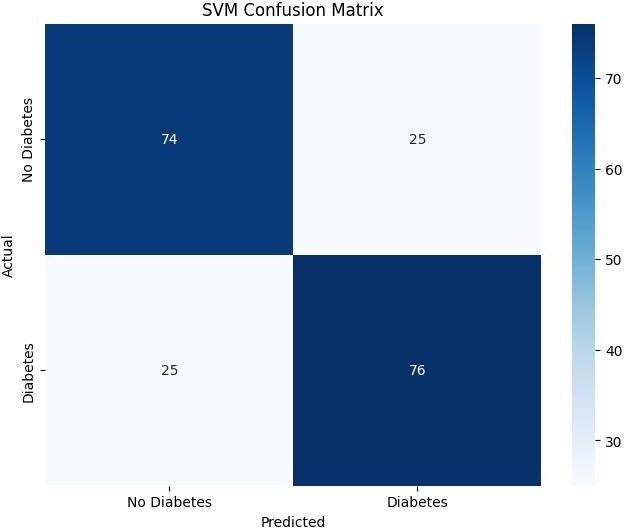 SVM Confusion Matrix
No Diabetes
Diabetes
Actual
74
25
25
76
No Diabetes
Diabetes
Predicted
70
60
50
40
30